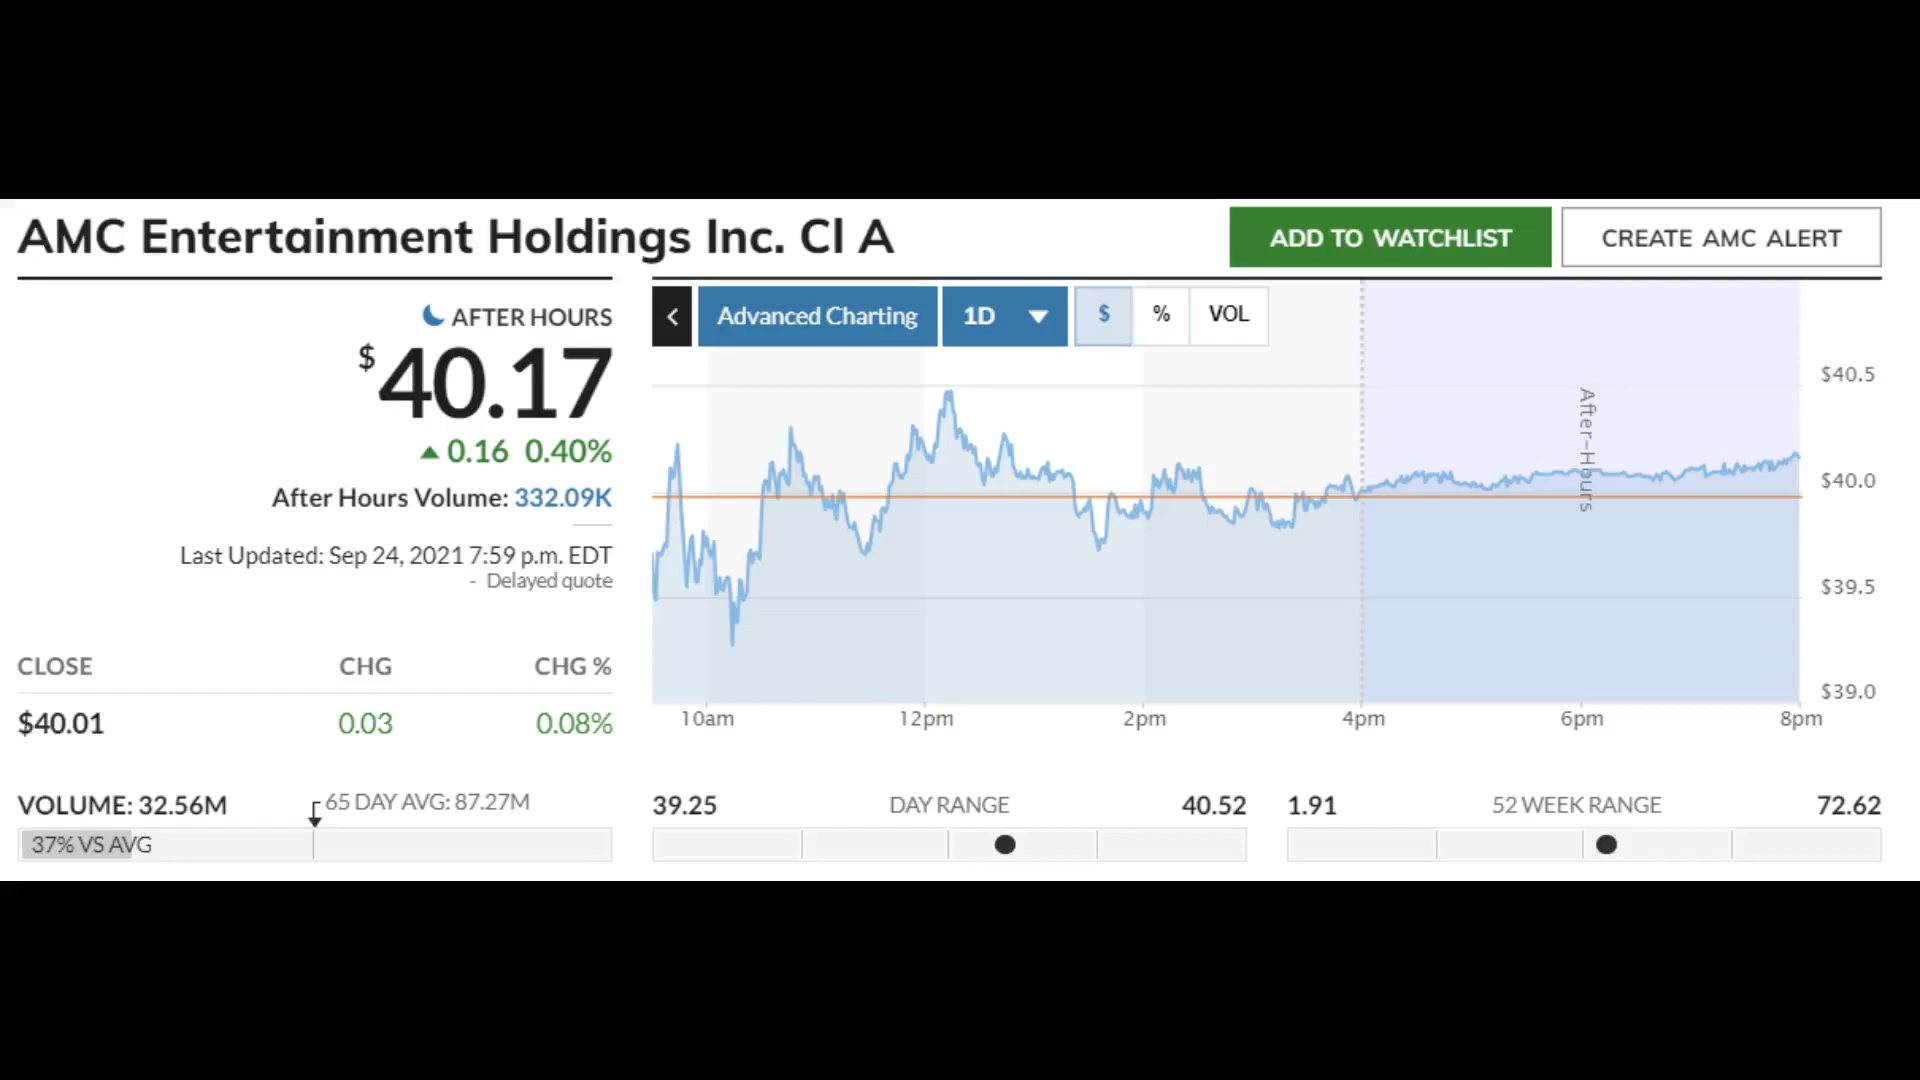 AMC Entertainment Holdings Inc. Cl A
ADD TO WATCHLIST
CREATE AMC ALERT
AFTER HOURS
$40.17
0.16 0.40%
After Hours Volume: 332.09K
Last Updated: Sep 24, 2021 7:59 p.m. EDT
- Delayed quote
CLOSE CHG CHG %
$40.01 0.03 0.08%
VOLUME: 32.56M
65 DAY AVG: 87.27M
37% VS AVG
< Advanced Charting 1D $ % VOL
After-Hours
$40.5
$40.0
$39.5
$39.0
10am 12pm 2pm 4pm 6pm 8pm
39.25 DAY RANGE 40.52
1.91 52 WEEK RANGE 72.62